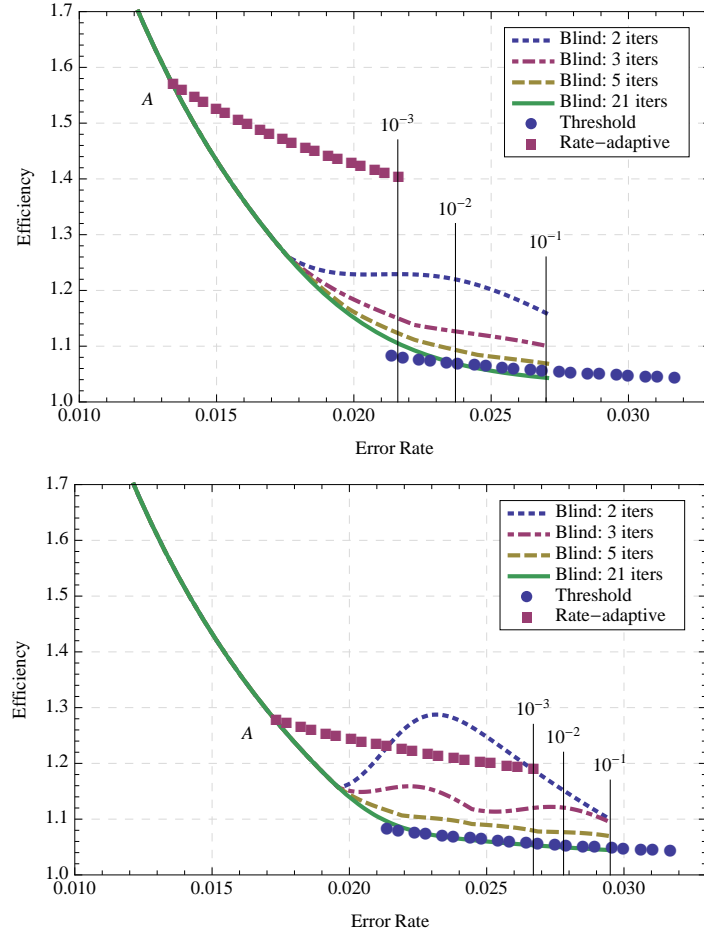 1.7
1.6
1.5
1.4
1.3
1.2
1.1
1.0
Efficiency
A
Blind: 2 iters
Blind: 3 iters
Blind: 5 iters
Blind: 21 iters
Threshold
Rate−adaptive
10^-3
10^-2
10^-1
0.010 0.015 0.020 0.025 0.030
Error Rate
1.7
1.6
1.5
1.4
1.3
1.2
1.1
1.0
Efficiency
A
Blind: 2 iters
Blind: 3 iters
Blind: 5 iters
Blind: 21 iters
Threshold
Rate−adaptive
10^-3
10^-2
10^-1
0.010 0.015 0.020 0.025 0.030
Error Rate